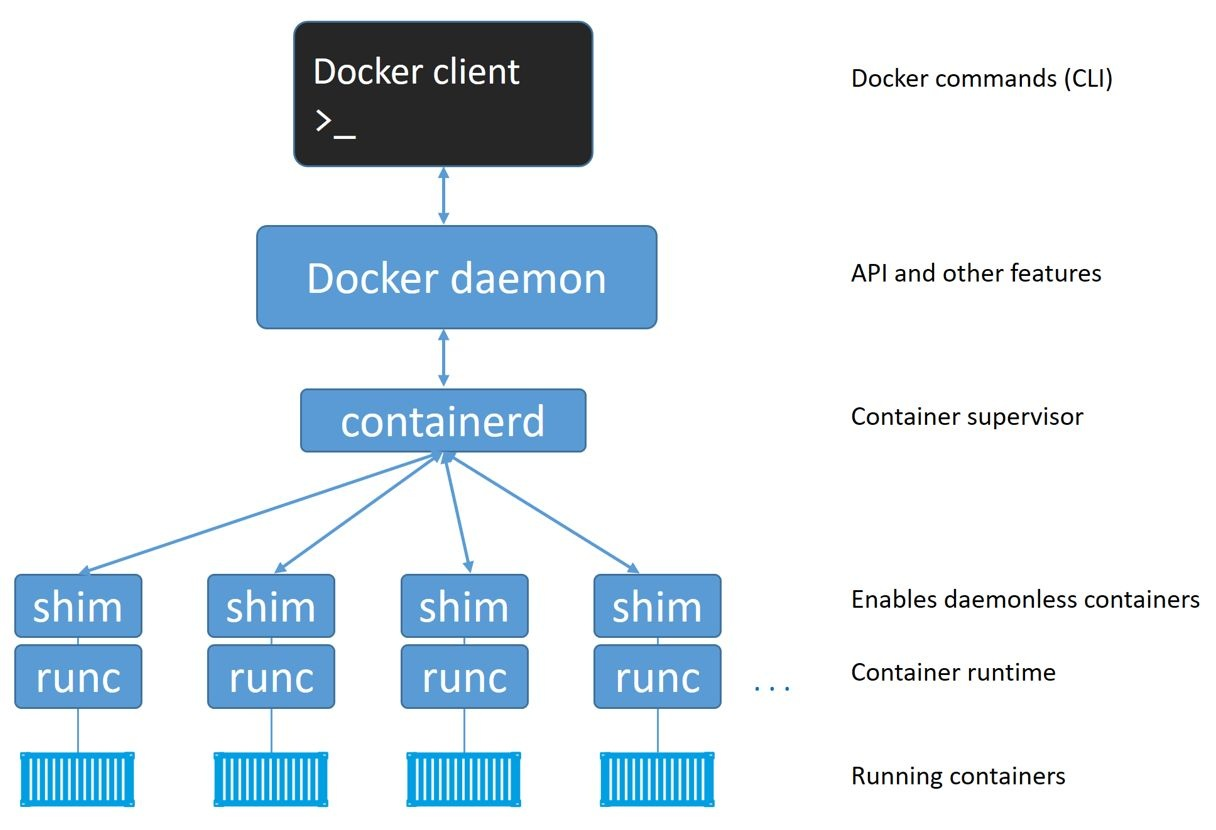 Docker client
>_
Docker commands (CLI)
Docker daemon
API and other features
containerd
Container supervisor
shim
shim
shim
shim
Enables daemonless containers
runc
runc
runc
runc
...
Container runtime
Running containers